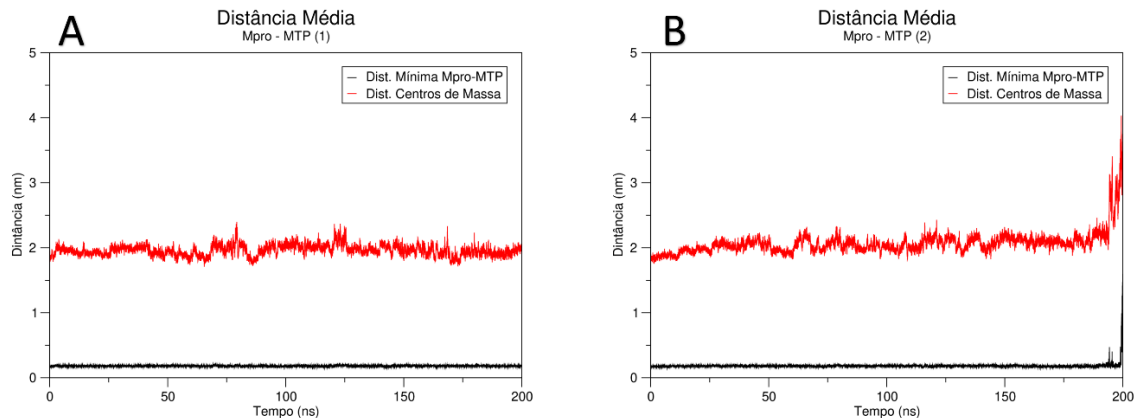 A
Distância Média
Mpro - MTP (1)
Dist. Mínima Mpro-MTP
Dist. Centros de Massa
Dintância (nm)
5
4
3
2
1
0
0 50 100 150 200
Tempo (ns)
B
Distância Média
Mpro - MTP (2)
Dist. Mínima Mpro-MTP
Dist. Centros de Massa
Dintância (nm)
5
4
3
2
1
0
0 50 100 150 200
Tempo (ns)